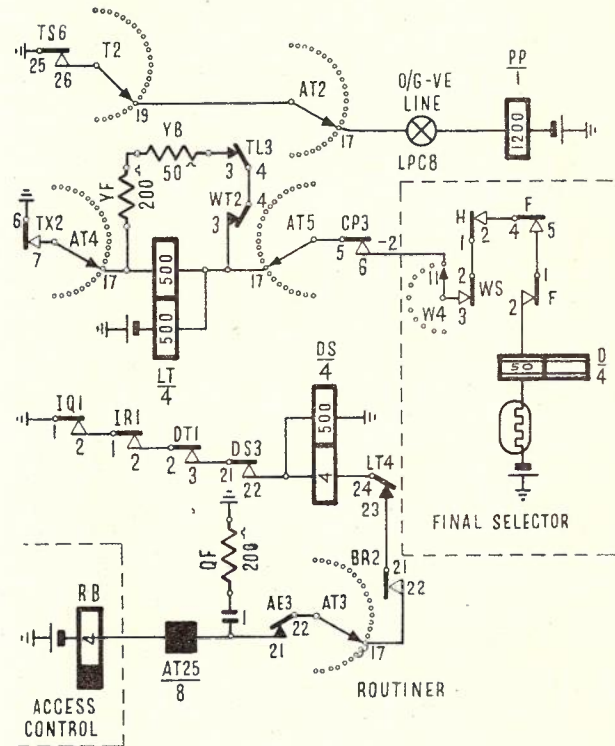 TS6
25
26
T2
19
AT2
17
O/G-VE
LINE
LPC8
PP
1
1200
YB
50
TL3
3
4
YF
200
WT2
3
4
6
TX2
7
AT4
17
500
500
LT
4
17
AT5
CP3
5
6
-2
W4
11
3
2
WS
H
1
2
F
4
5
1
2
F
50
D
4
FINAL SELECTOR
DS
4
500
4
IQ1
1
2
IR1
1
2
DT1
2
3
DS3
21
22
LT4
24
23
QF
200
1
BR2
21
22
AE3
21
22
AT3
17
ROUTINER
RB
AT25
8
ACCESS
CONTROL